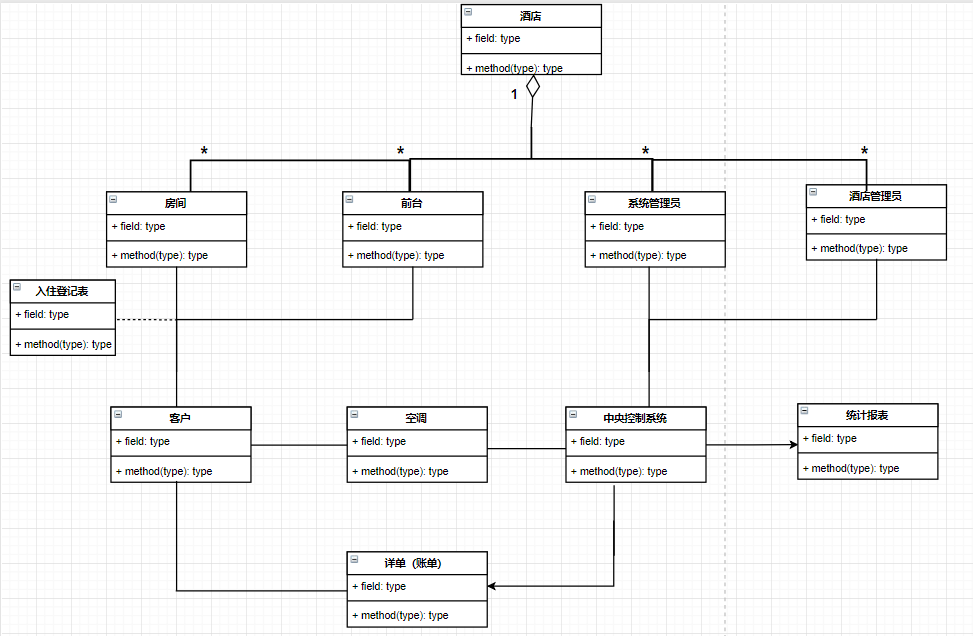 酒店
+ field: type
+ method(type): type
1
*
*
*
*
房间
+ field: type
+ method(type): type
前台
+ field: type
+ method(type): type
系统管理员
+ field: type
+ method(type): type
酒店管理员
+ field: type
+ method(type): type
入住登记表
+ field: type
+ method(type): type
客户
+ field: type
+ method(type): type
空调
+ field: type
+ method(type): type
中央控制系统
+ field: type
+ method(type): type
统计报表
+ field: type
+ method(type): type
详单（账单)
+ field: type
+ method(type): type